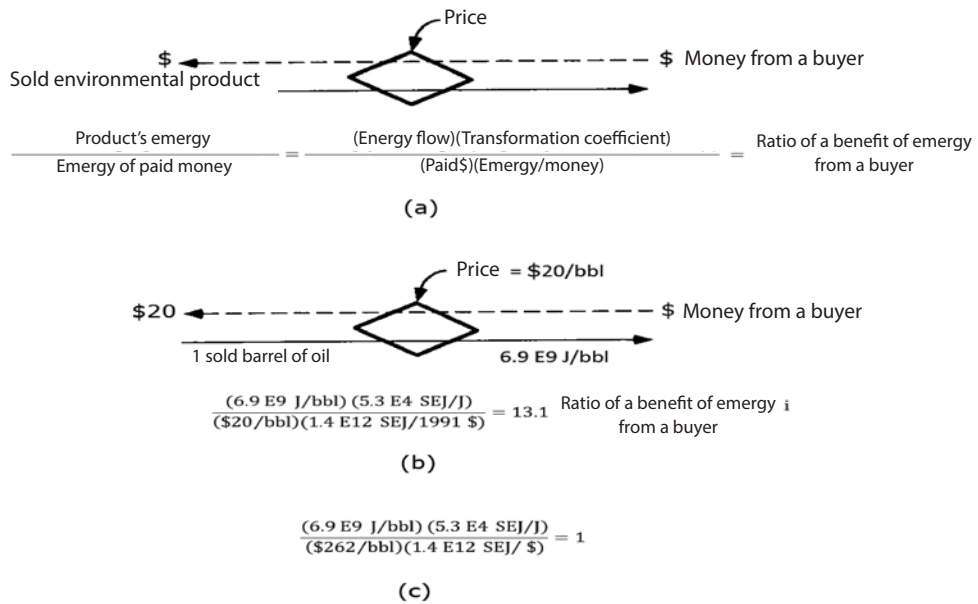 Price
$ $ Money from a buyer
Sold environmental product
Product's emergy (Energy flow)(Transformation coefficient) Ratio of a benefit of emergy
= =
Emergy of paid money (Paid$)(Emergy/money) from a buyer
(a)
Price = $20/bbl
$20 $ Money from a buyer
1 sold barrel of oil 6.9 E9 J/bbl
(6.9 E9 J/bbl) (5.3 E4 SEJ/J) Ratio of a benefit of emergy i
= 13.1
($20/bbl)(1.4 E12 SEJ/1991 $) from a buyer
(b)
(6.9 E9 J/bbl) (5.3 E4 SEJ/J)
= 1
($262/bbl)(1.4 E12 SEJ/ $)
(c)